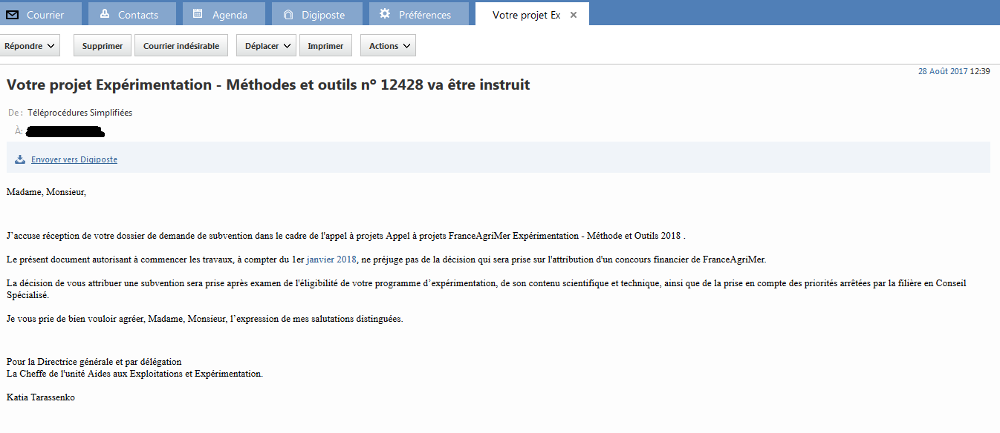 Courrier Contacts Agenda Digiposte Préférences Votre projet Ex ×
Répondre Supprimer Courrier indésirable Déplacer Imprimer Actions
28 Août 2017 12:39
Votre projet Expérimentation - Méthodes et outils nº 12428 va être instruit
De : Téléprocédures Simplifiées
À:
Envoyer vers Digiposte
Madame, Monsieur,
J’accuse réception de votre dossier de demande de subvention dans le cadre de l'appel à projets Appel à projets FranceAgriMer Expérimentation - Méthode et Outils 2018 .
Le présent document autorisant à commencer les travaux, à compter du 1er janvier 2018, ne préjuge pas de la décision qui sera prise sur l'attribution d'un concours financier de FranceAgriMer.
La décision de vous attribuer une subvention sera prise après examen de l'éligibilité de votre programme d’expérimentation, de son contenu scientifique et technique, ainsi que de la prise en compte des priorités arrêtées par la filière en Conseil
Spécialisé.
Je vous prie de bien vouloir agréer, Madame, Monsieur, l’expression de mes salutations distinguées.
Pour la Directrice générale et par délégation
La Cheffe de l'unité Aides aux Exploitations et Expérimentation.
Katia Tarassenko